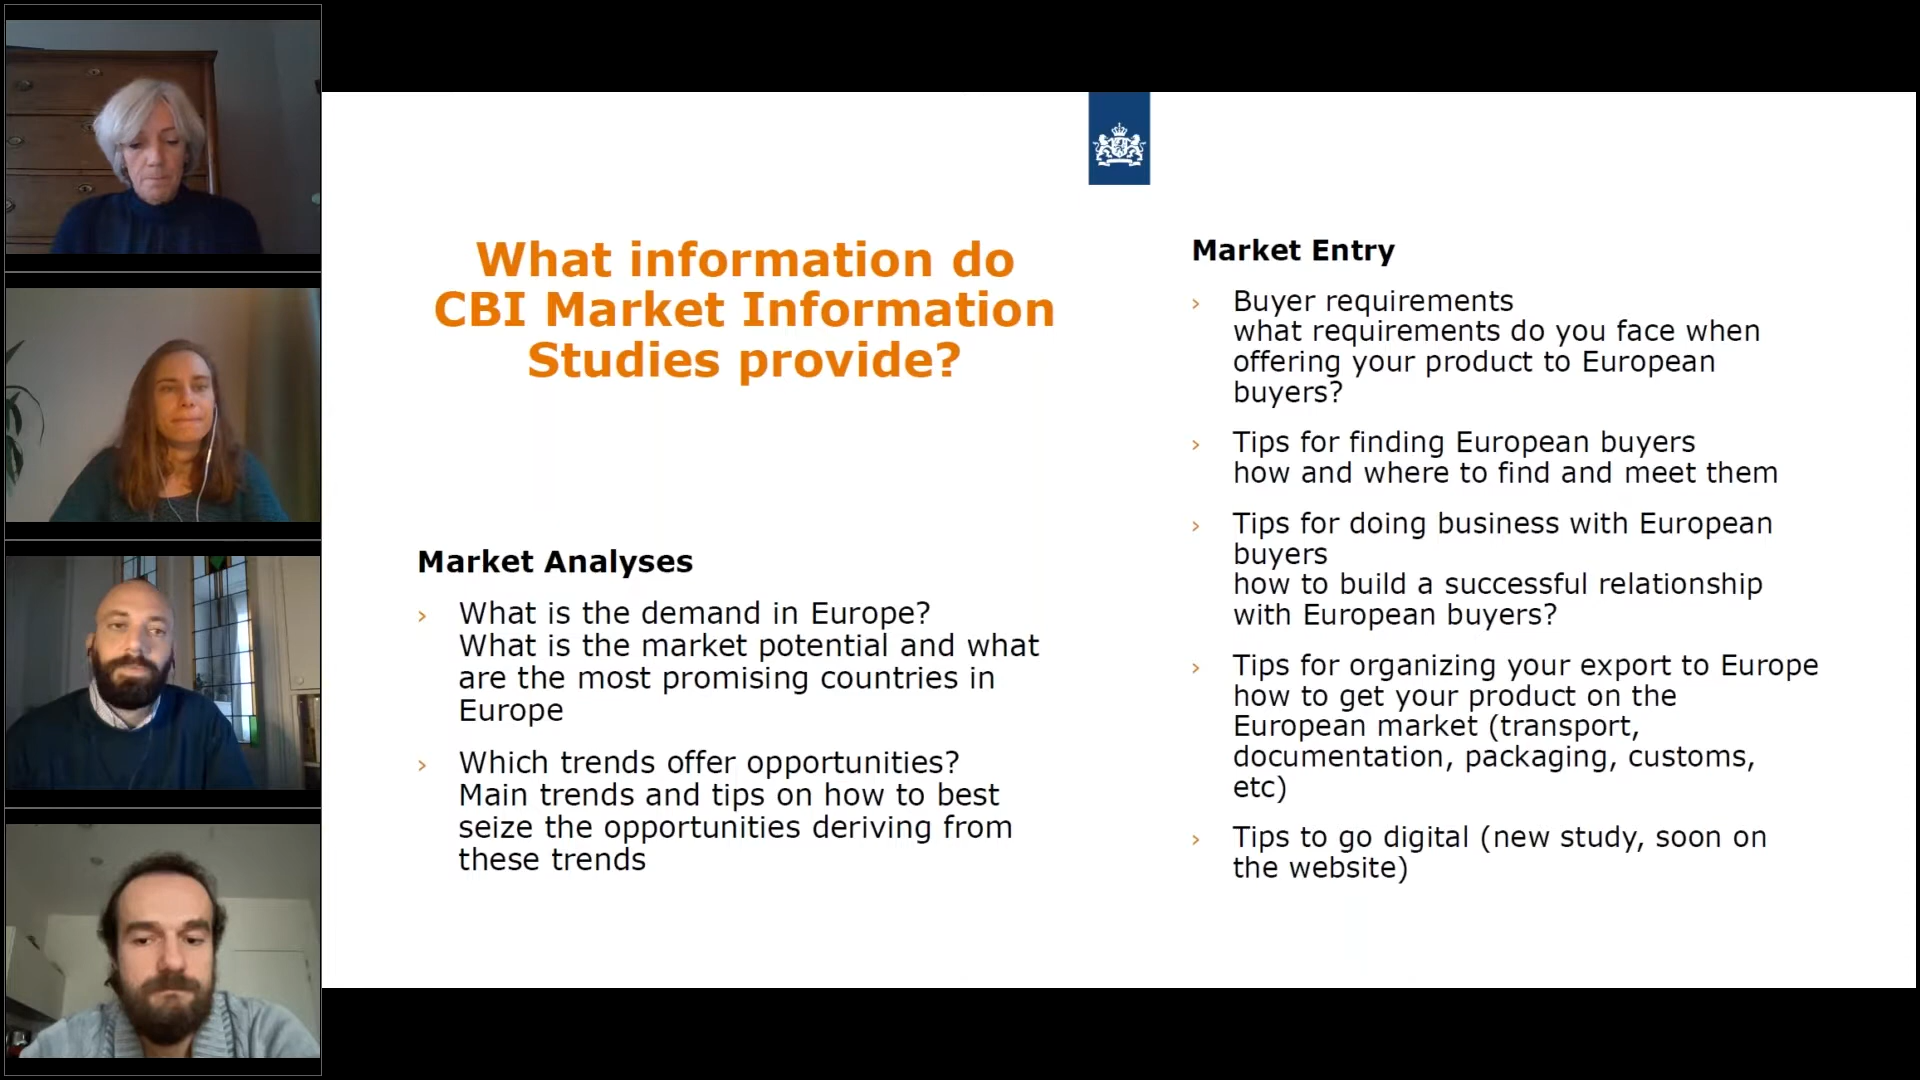 What information do
CBI Market Information
Studies provide?
Market Analyses
› What is the demand in Europe?
What is the market potential and what
are the most promising countries in
Europe
› Which trends offer opportunities?
Main trends and tips on how to best
seize the opportunities deriving from
these trends
Market Entry
› Buyer requirements
what requirements do you face when
offering your product to European
buyers?
› Tips for finding European buyers
how and where to find and meet them
› Tips for doing business with European
buyers
how to build a successful relationship
with European buyers?
› Tips for organizing your export to Europe
how to get your product on the
European market (transport,
documentation, packaging, customs,
etc)
› Tips to go digital (new study, soon on
the website)